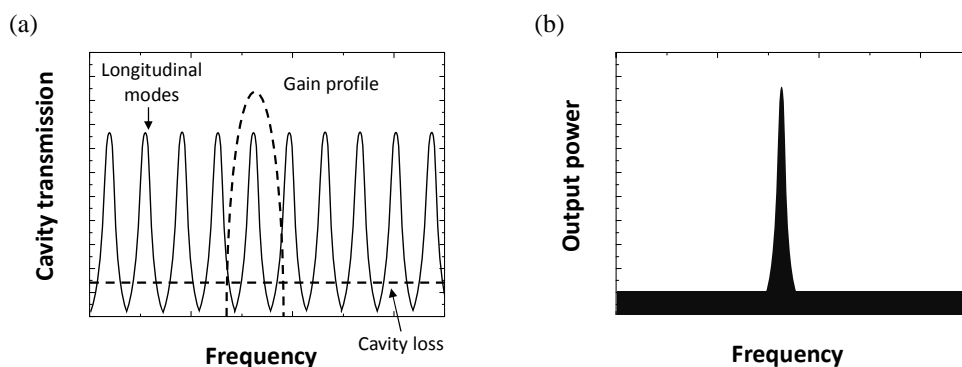 (a)
Longitudinal
modes
Gain profile
Cavity transmission
Frequency
Cavity loss
(b)
Output power
Frequency